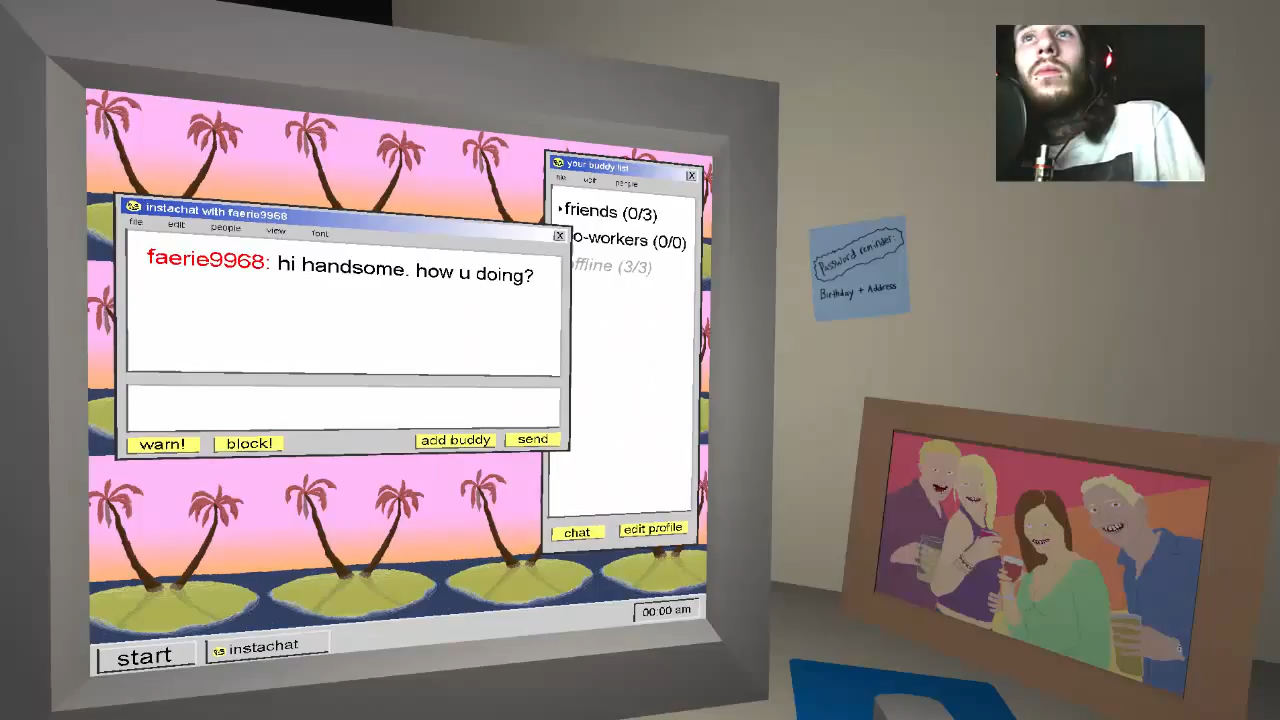 your buddy list
file edit people
friends (0/3)
o-workers (0/0)
offline (3/3)
instachat with faerie9968
file edit people view font
faerie9968: hi handsome. how u doing?
warn! block! add buddy send
chat edit profile
00:00 am
start instachat
Password reminder:
Birthday + Address